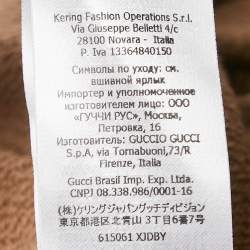 Kering Fashion Operations S.r.l.
Via Giuseppe Belletti 4/c
28100 Novara - Italia
P. Iva 13364840150
Символы по уходу: см.
вшивной ярлык
Импортер и уполномоченное
изготовителем лицо: ООО
«ГУЧЧИ РУС», Москва,
Петровка, 16
Изготовитель: GUCCIO GUCCI
S.p.A, via Tornabuoni,73/R
Firenze, Italia
Gucci Brasil Imp. Exp. Ltda.
CNPJ 08.338.986/0001-16
(株)ケリングジャパングッチディビジョン
東京都港区北青山 3丁目6番7号
615061 XJDBY